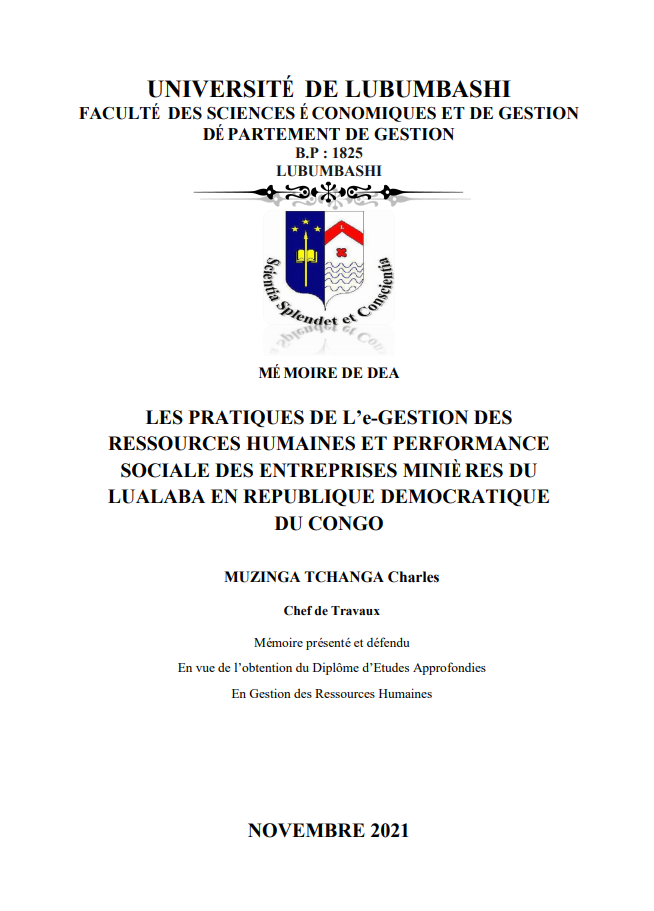 UNIVERSITÉ DE LUBUMBASHI
FACULTÉ DES SCIENCES ÉCONOMIQUES ET DE GESTION
DÉPARTEMENT DE GESTION
B.P : 1825
LUBUMBASHI
Scientia Splendet et Conscientia
MÉMOIRE DE DEA
LES PRATIQUES DE L’e-GESTION DES
RESSOURCES HUMAINES ET PERFORMANCE
SOCIALE DES ENTREPRISES MINIÈRES DU
LUALABA EN REPUBLIQUE DEMOCRATIQUE
DU CONGO
MUZINGA TCHANGA Charles
Chef de Travaux
Mémoire présenté et défendu
En vue de l’obtention du Diplôme d’Etudes Approfondies
En Gestion des Ressources Humaines
NOVEMBRE 2021